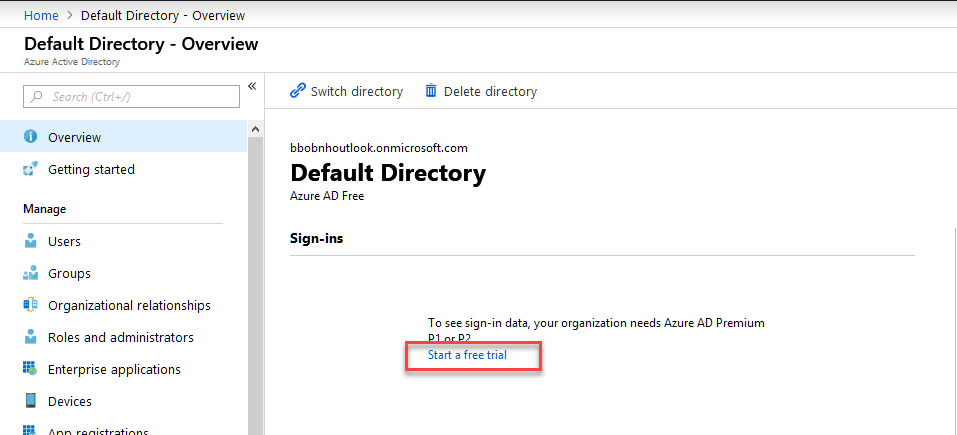 Home > Default Directory - Overview
Default Directory - Overview
Azure Active Directory
Search (Ctrl+/)
«
Switch directory
Delete directory
Overview
Getting started
Manage
Users
Groups
Organizational relationships
Roles and administrators
Enterprise applications
Devices
App registrations
bbobnhoutlook.onmicrosoft.com
Default Directory
Azure AD Free
Sign-ins
To see sign-in data, your organization needs Azure AD Premium
P1 or P2
Start a free trial